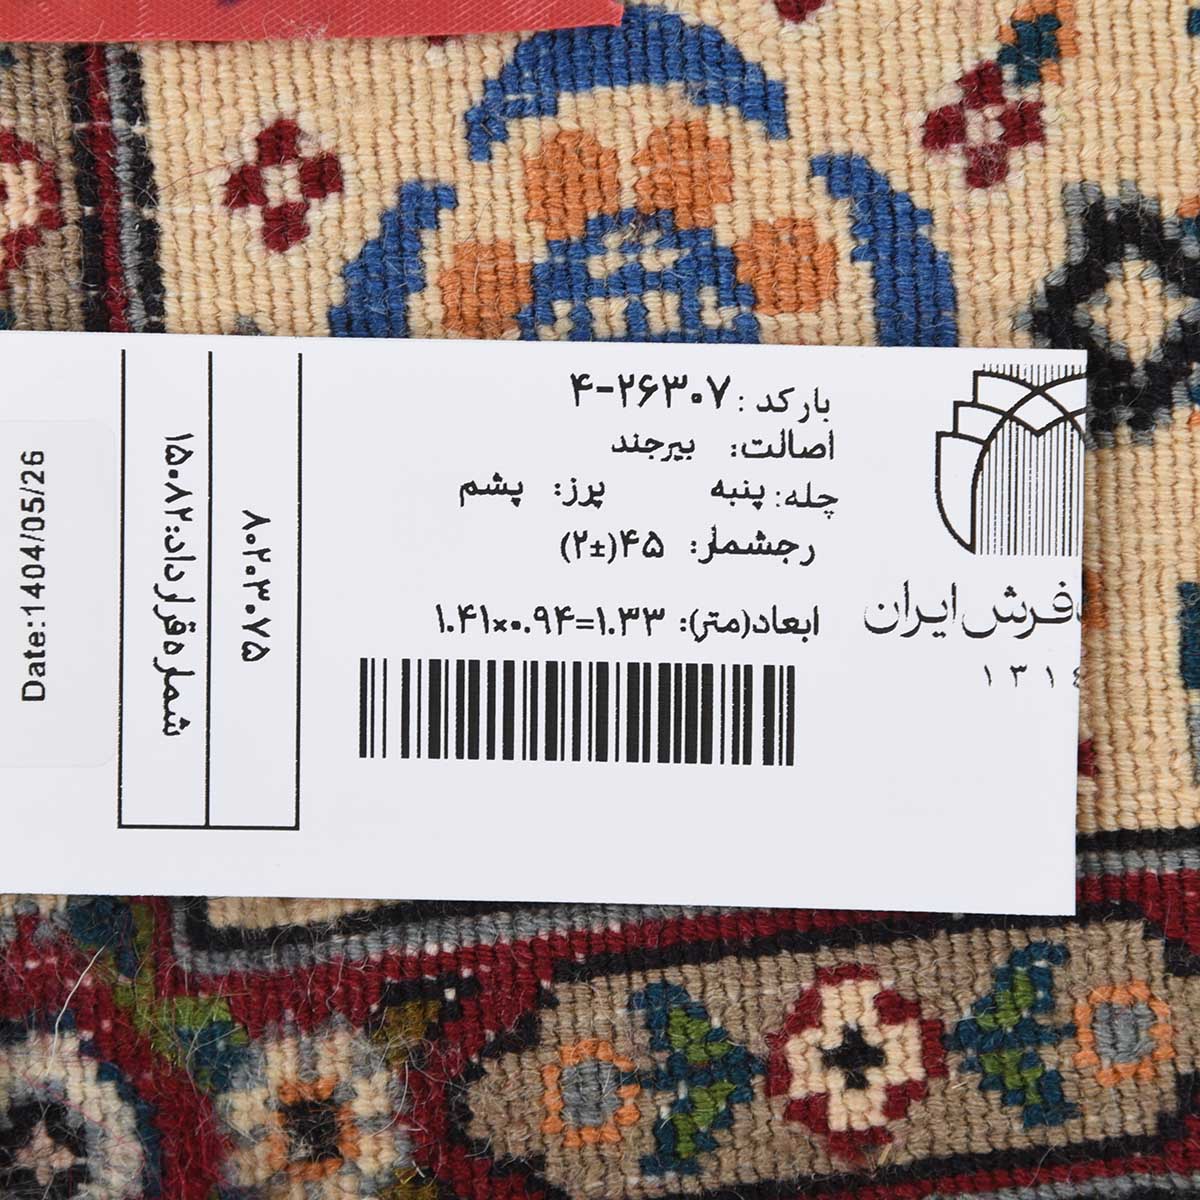 بارکد: ۴-۲۶۳۰۷
اصالت: بیرجند
چله: پنبه پرز: پشم
رجشمار: ۴۵(±۲)
ابعاد(متر): ۱.۳۳=۰.۹۴×۱.۴۱
فرش ایران
۱۳۱٤
۸۰۲۰۳۰۷۵
شماره قرارداد: ۱۵۰۸۲
Date:1404/05/26